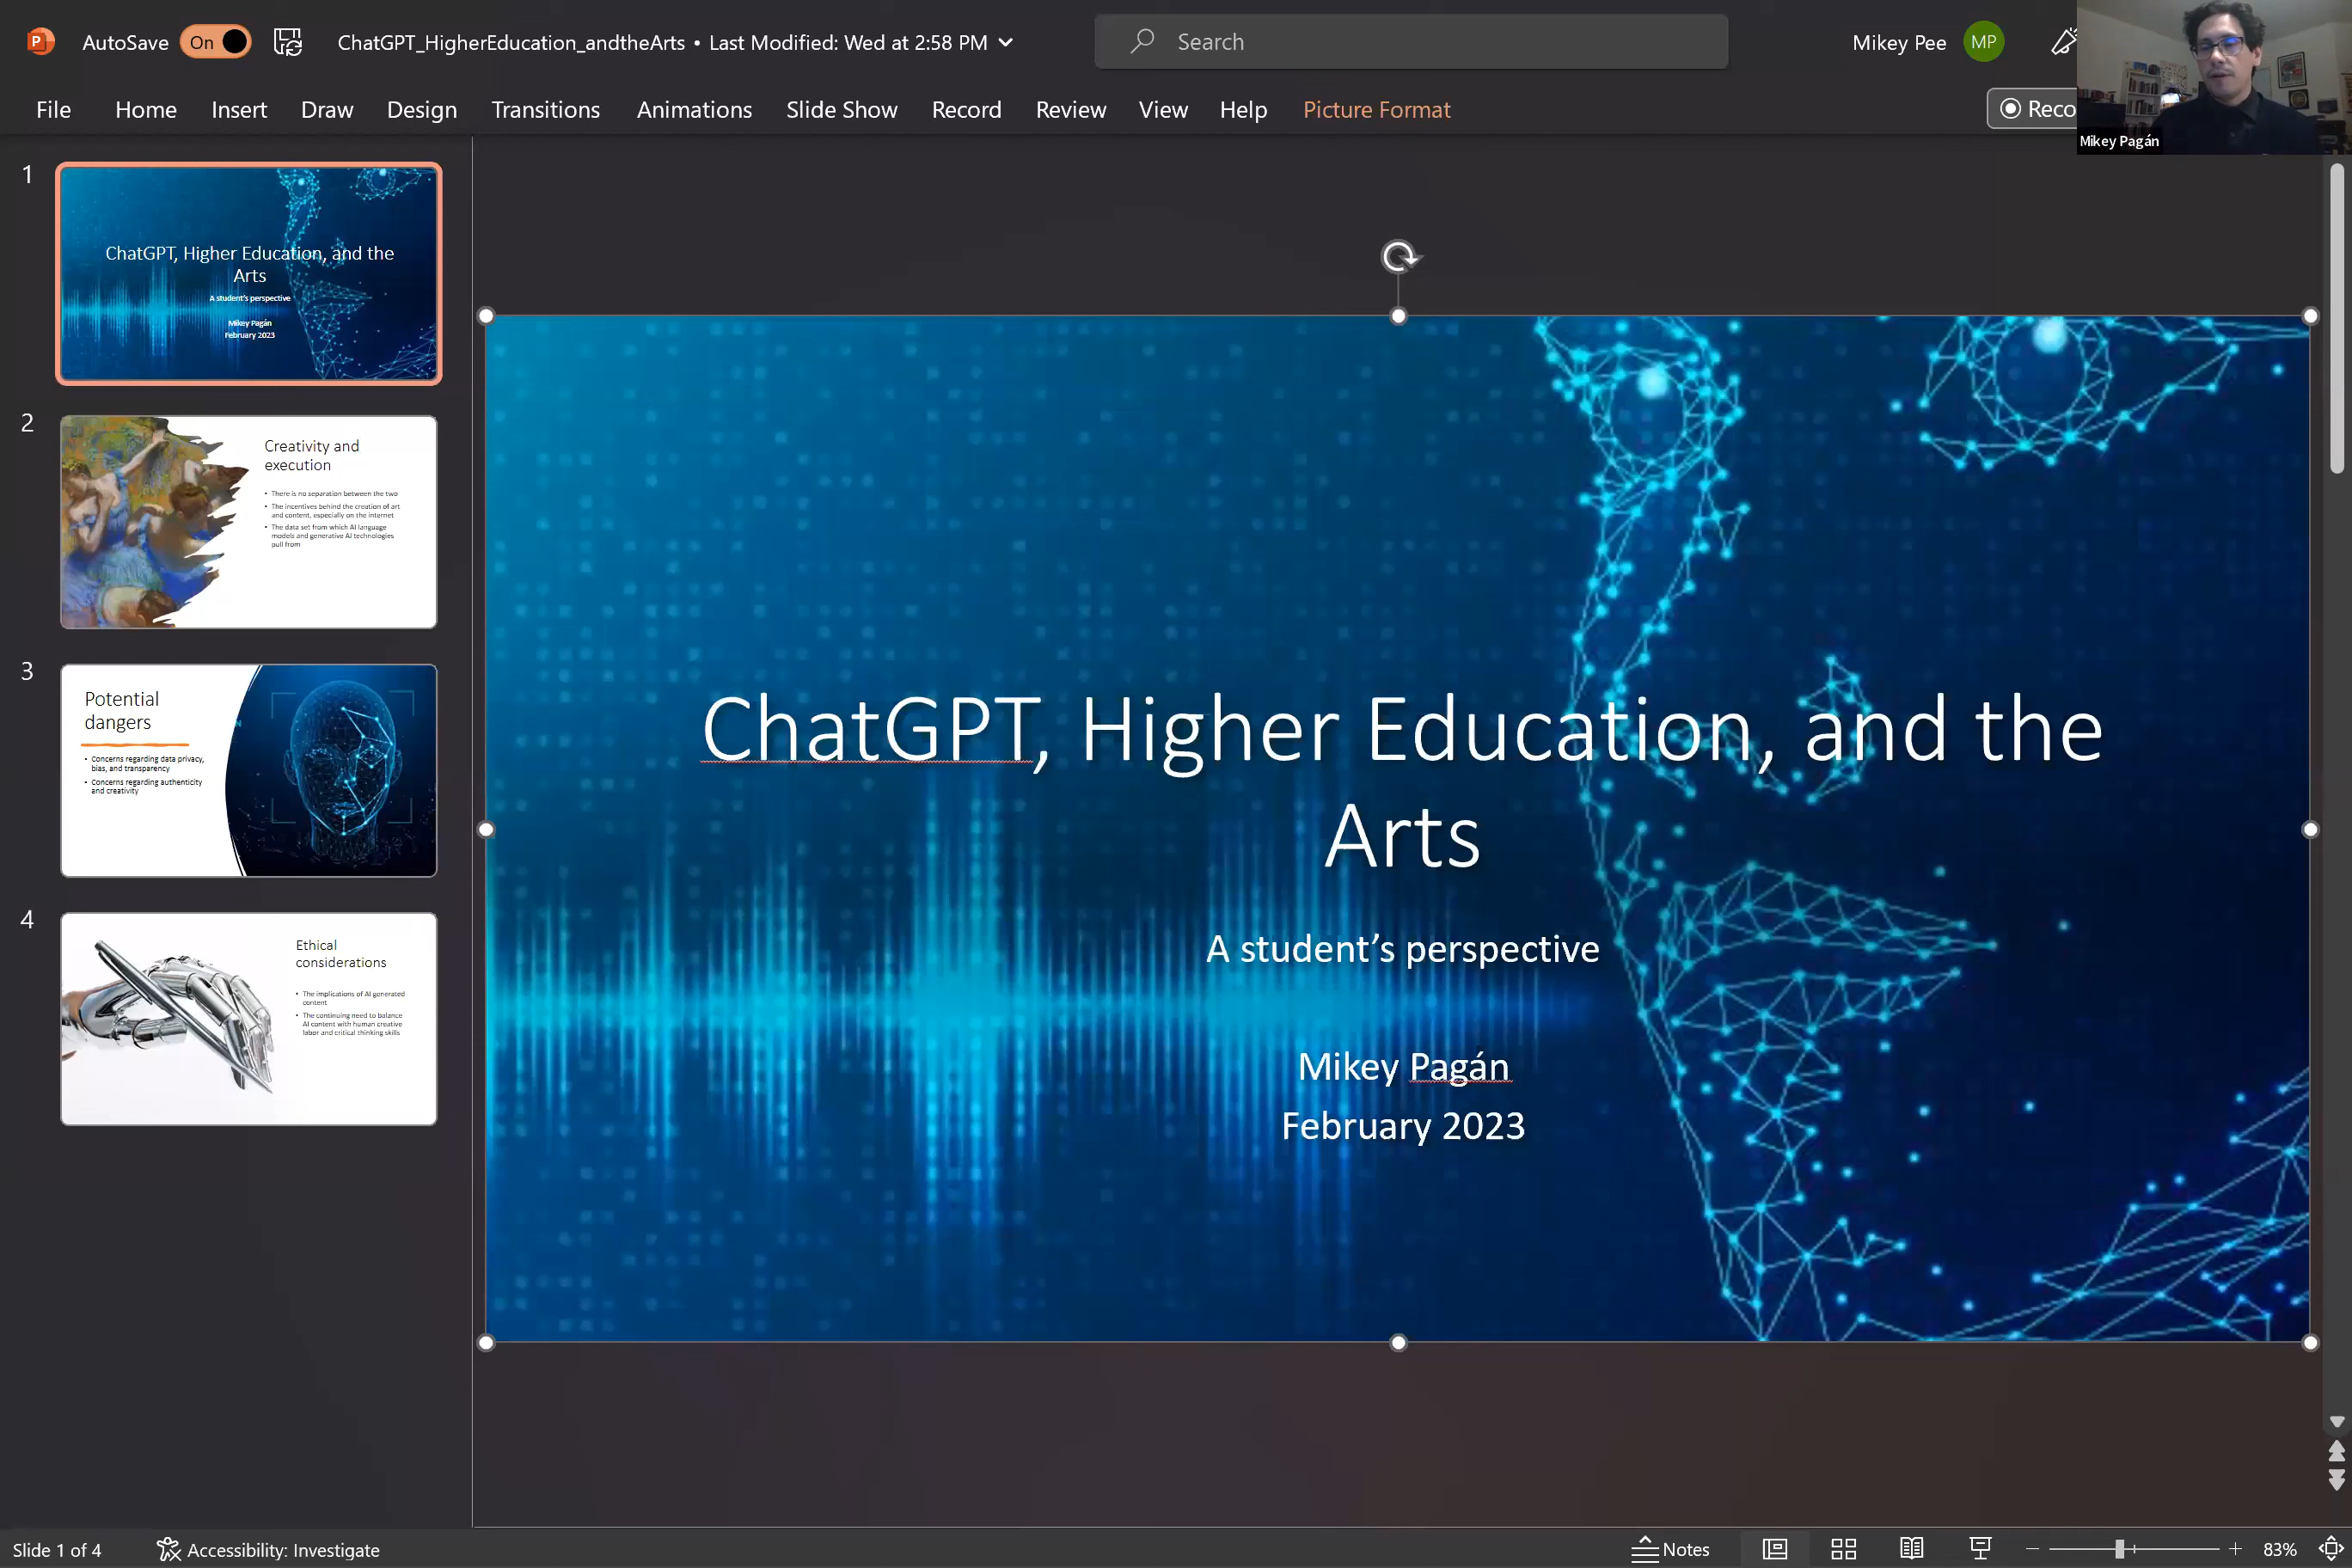 AutoSave On ChatGPT_HigherEducation_andtheArts • Last Modified: Wed at 2:58 PM Search Mikey Pee MP
File Home Insert Draw Design Transitions Animations Slide Show Record Review View Help Picture Format Reco
Mikey Pagán
1
ChatGPT, Higher Education, and the
Arts
A student's perspective
Mikey Pagán
February 2023
2
Creativity and
execution
• There is no separation between the two
• The incentives behind the creation of art
and content, especially on the internet
• The data set from which AI language
models and generative AI technologies
pull from
3
Potential
dangers
• Concerns regarding data privacy,
bias, and transparency
• Concerns regarding authenticity
and creativity
4
Ethical
considerations
• The implications of AI generated
content
• The continuing need to balance
AI content with human creative
labor and critical thinking skills
ChatGPT, Higher Education, and the
Arts
A student’s perspective
Mikey Pagán
February 2023
Slide 1 of 4 Accessibility: Investigate Notes 83%